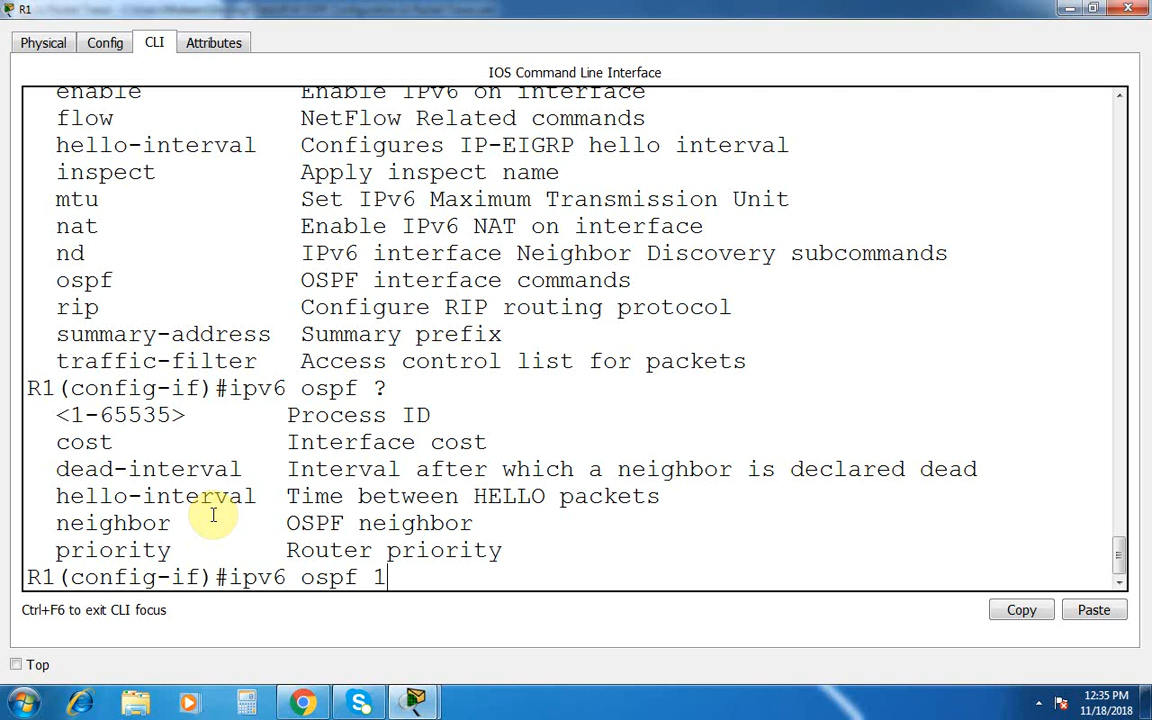 R1
Physical Config CLI Attributes
IOS Command Line Interface
enable Enable IPv6 on interface
flow NetFlow Related commands
hello-interval Configures IP-EIGRP hello interval
inspect Apply inspect name
mtu Set IPv6 Maximum Transmission Unit
nat Enable IPv6 NAT on interface
nd IPv6 interface Neighbor Discovery subcommands
ospf OSPF interface commands
rip Configure RIP routing protocol
summary-address Summary prefix
traffic-filter Access control list for packets
R1(config-if)#ipv6 ospf ?
<1-65535> Process ID
cost Interface cost
dead-interval Interval after which a neighbor is declared dead
hello-interval Time between HELLO packets
neighbor OSPF neighbor
priority Router priority
R1(config-if)#ipv6 ospf 1
Ctrl+F6 to exit CLI focus
Copy Paste
Top
12:35 PM
11/18/2018